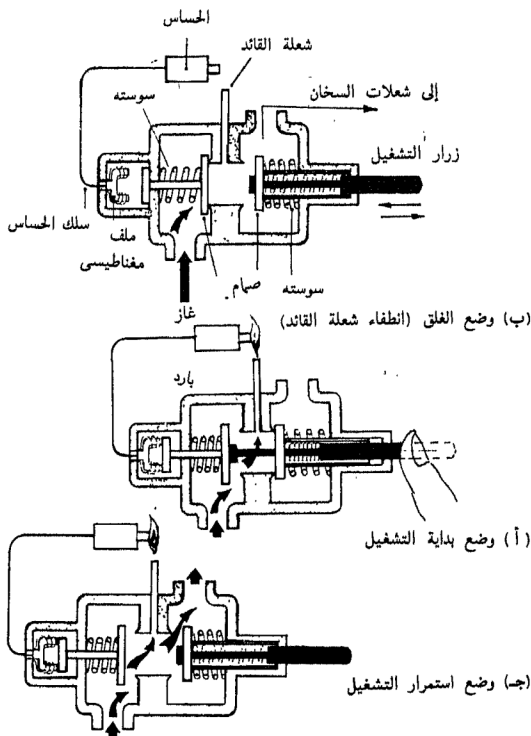 الحساس
شعلة القائد
سوسته
إلى شعلات السخان
زرار التشغيل
سلك الحساس
ملف
مغناطيسى
صمام
سوسته
غاز
(ب) وضع الغلق (انطفاء شعلة القائد)
بارد
(أ) وضع بداية التشغيل
(جـ) وضع استمرار التشغيل